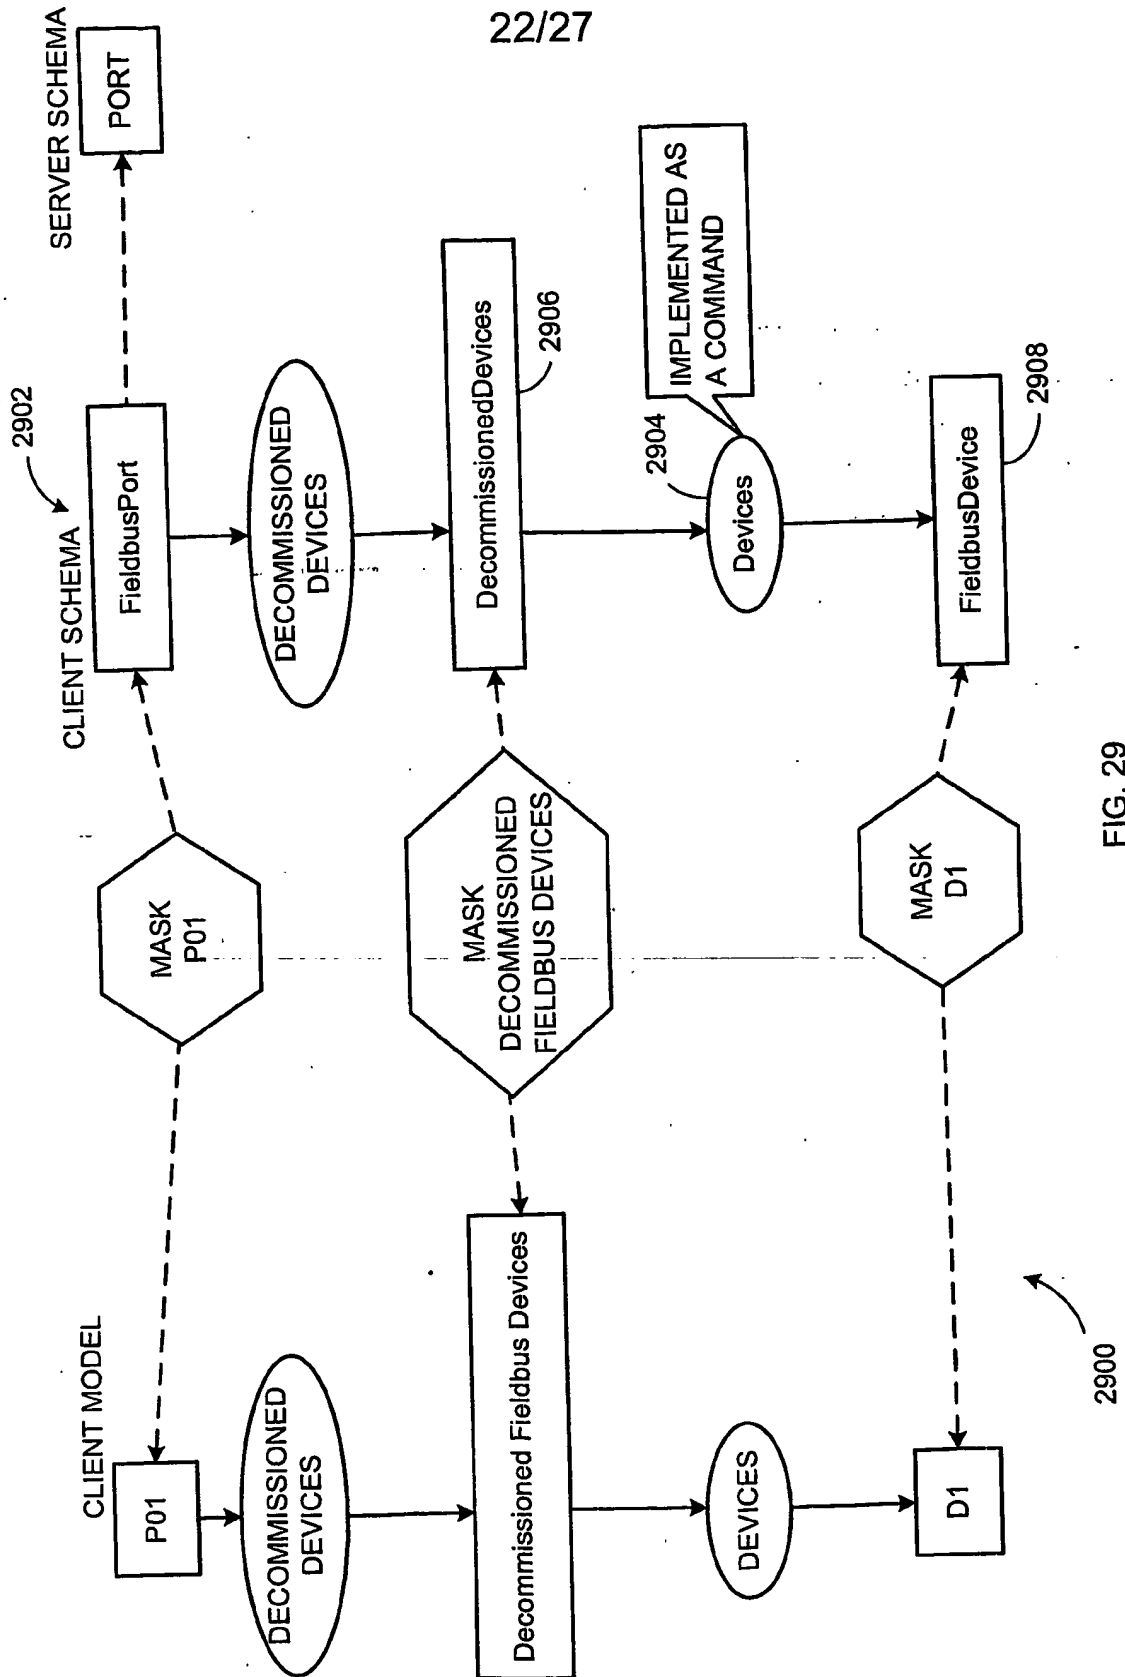 22/27
CLIENT MODEL
CLIENT SCHEMA
2902
SERVER SCHEMA
P01
MASK
P01
FieldbusPort
PORT
DECOMMISSIONED
DEVICES
DECOMMISSIONED
DEVICES
Decommissioned Fieldbus Devices
MASK
DECOMMISSIONED
FIELDBUS DEVICES
DecommissionedDevices
2906
DEVICES
2904
Devices
IMPLEMENTED AS
A COMMAND
D1
MASK
D1
FieldbusDevice
2908
2900
FIG. 29